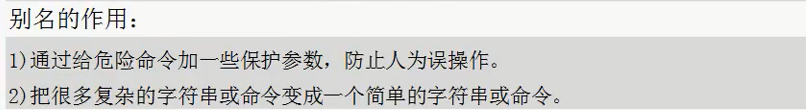 别名的作用：
1)通过给危险命令加一些保护参数，防止人为误操作。
2)把很多复杂的字符串或命令变成一个简单的字符串或命令。